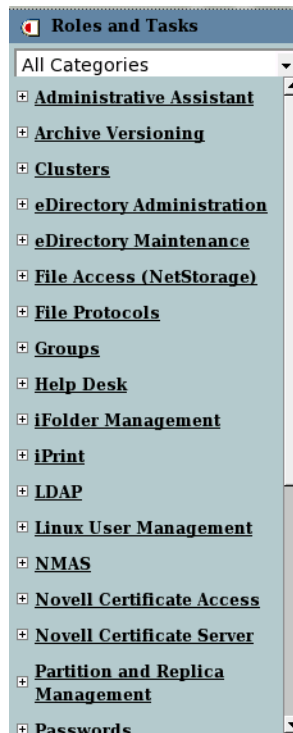 Roles and Tasks
All Categories
Administrative Assistant
Archive Versioning
Clusters
eDirectory Administration
eDirectory Maintenance
File Access (NetStorage)
File Protocols
Groups
Help Desk
iFolder Management
iPrint
LDAP
Linux User Management
NMAS
Novell Certificate Access
Novell Certificate Server
Partition and Replica
Management
Passwords